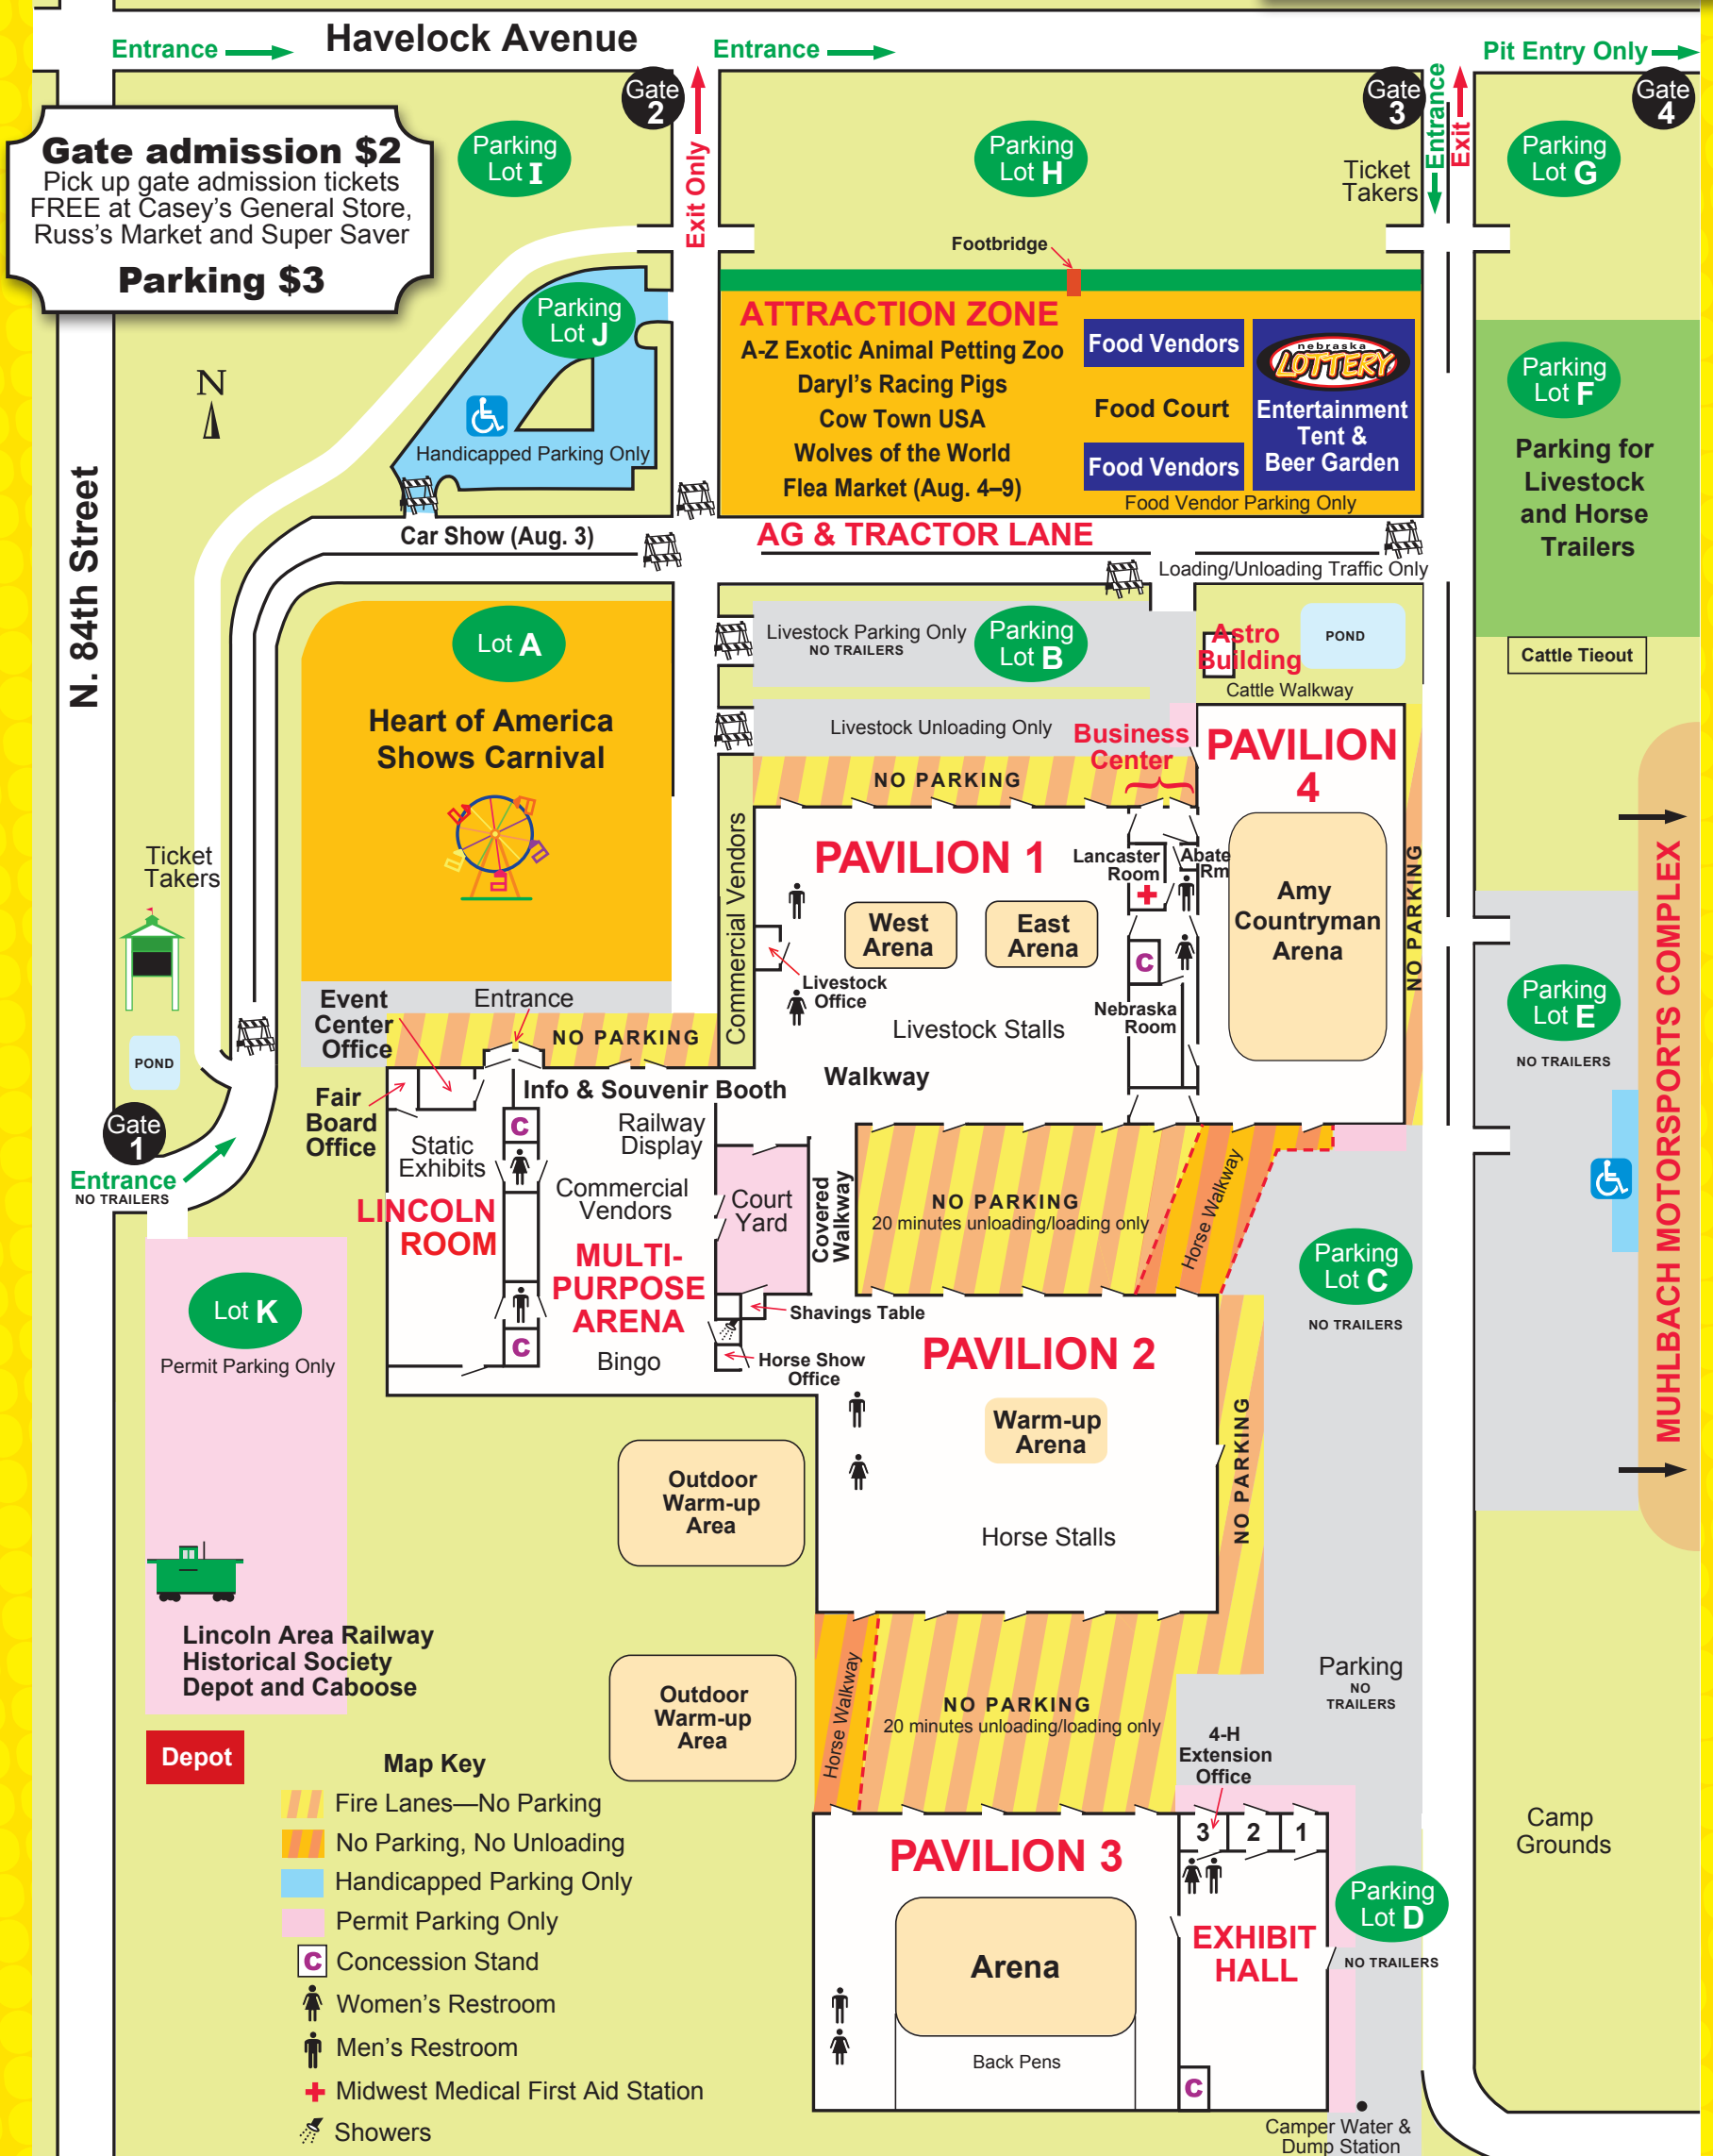 Havelock Avenue
Entrance
Entrance
Pit Entry Only
Gate
2
Gate
3
Gate
4
Entrance
Exit
Exit Only
Gate admission $2
Pick up gate admission tickets
FREE at Casey's General Store,
Russ's Market and Super Saver
Parking $3
Parking
Lot I
Parking
Lot H
Ticket
Takers
Parking
Lot G
Footbridge
Parking
Lot J
Handicapped Parking Only
N
N. 84th Street
ATTRACTION ZONE
A-Z Exotic Animal Petting Zoo
Daryl's Racing Pigs
Cow Town USA
Wolves of the World
Flea Market (Aug. 4–9)
Food Vendors
Food Court
Food Vendors
nebraska
LOTTERY
Entertainment
Tent &
Beer Garden
Food Vendor Parking Only
Parking
Lot F
Parking for
Livestock
and Horse
Trailers
Car Show (Aug. 3)
AG & TRACTOR LANE
Loading/Unloading Traffic Only
Lot A
Heart of America
Shows Carnival
Livestock Parking Only
NO TRAILERS
Parking
Lot B
Astro
Building
POND
Cattle Walkway
Cattle Tieout
Livestock Unloading Only
Business
Center
NO PARKING
PAVILION
4
Amy
Countryman
Arena
NO PARKING
Commercial Vendors
PAVILION 1
Lancaster
Room
Abate
Rm
West
Arena
East
Arena
C
Livestock
Office
Nebraska
Room
Livestock Stalls
Walkway
MUHLBACH MOTORSPORTS COMPLEX
Parking
Lot E
NO TRAILERS
Ticket
Takers
POND
Gate
1
Entrance
NO TRAILERS
Event
Center
Office
Entrance
NO PARKING
Fair
Board
Office
Info & Souvenir Booth
C
Static
Exhibits
Railway
Display
LINCOLN
ROOM
Commercial
Vendors
MULTI-
PURPOSE
ARENA
Bingo
C
Court
Yard
Covered
Walkway
NO PARKING
20 minutes unloading/loading only
Horse Walkway
Parking
Lot C
NO TRAILERS
Shavings Table
Horse Show
Office
PAVILION 2
Warm-up
Arena
Horse Stalls
NO PARKING
Lot K
Permit Parking Only
Outdoor
Warm-up
Area
Lincoln Area Railway
Historical Society
Depot and Caboose
Depot
Outdoor
Warm-up
Area
Horse Walkway
NO PARKING
20 minutes unloading/loading only
Parking
NO
TRAILERS
4-H
Extension
Office
3
2
1
PAVILION 3
Arena
Back Pens
EXHIBIT
HALL
C
Parking
Lot D
NO TRAILERS
Camp
Grounds
Camper Water &
Dump Station
Map Key
Fire Lanes—No Parking
No Parking, No Unloading
Handicapped Parking Only
Permit Parking Only
C Concession Stand
Women's Restroom
Men's Restroom
Midwest Medical First Aid Station
Showers